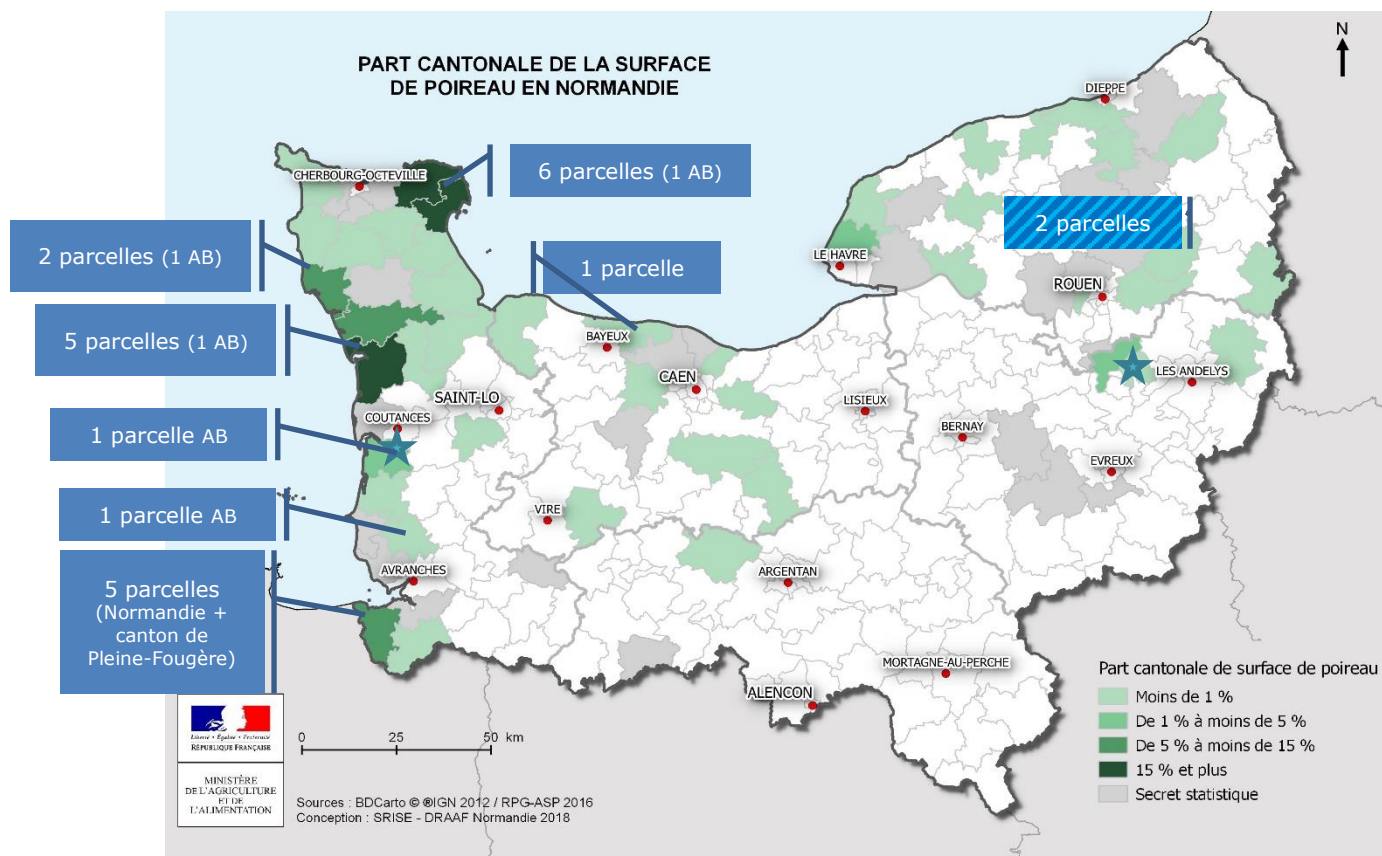 PART CANTONALE DE LA SURFACE
DE POIREAU EN NORMANDIE
N
DIEPPE
CHERBOURG-OCTEVILLE
6 parcelles (1 AB)
2 parcelles
2 parcelles (1 AB)
1 parcelle
LE HAVRE
ROUEN
5 parcelles (1 AB)
BAYEUX
CAEN
LES ANDELYS
SAINT-LO
LISIEUX
COUTANCES
BERNAY
1 parcelle AB
EVREUX
1 parcelle AB
VIRE
AVRANCHES
ARGENTAN
5 parcelles
(Normandie +
canton de
Pleine-Fougère)
MORTAGNE-AU-PERCHE
ALENCON
Part cantonale de surface de poireau
Moins de 1 %
De 1 % à moins de 5 %
De 5 % à moins de 15 %
15 % et plus
Secret statistique
Liberté • Égalité • Fraternité
RÉPUBLIQUE FRANÇAISE
MINISTÈRE
DE L'AGRICULTURE
ET DE
L'ALIMENTATION
0 25 50 km
Sources : BDCarto © ®IGN 2012 / RPG-ASP 2016
Conception : SRISE - DRAAF Normandie 2018